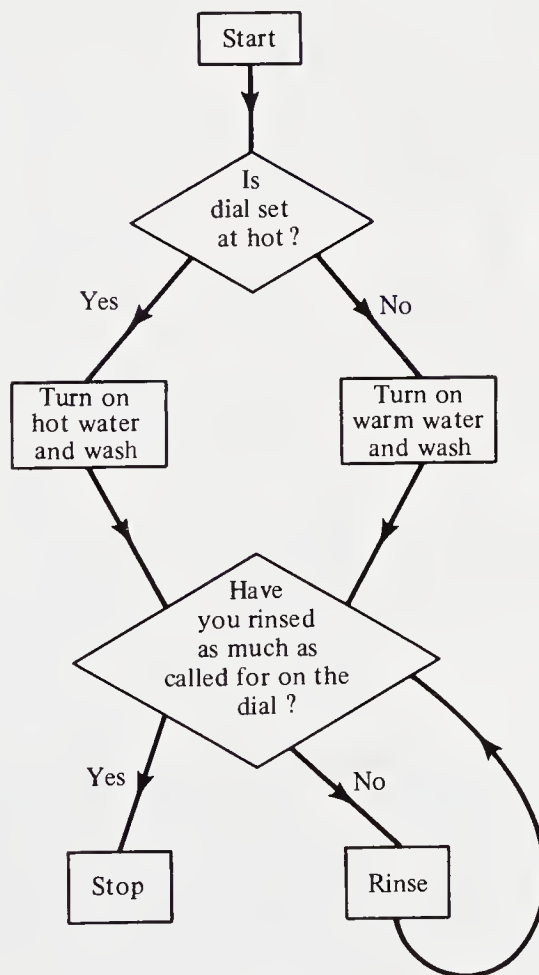 Start
Is
dial set
at hot ?
Yes
No
Turn on
hot water
and wash
Turn on
warm water
and wash
Have
you rinsed
as much as
called for on the
dial ?
Yes
No
Stop
Rinse